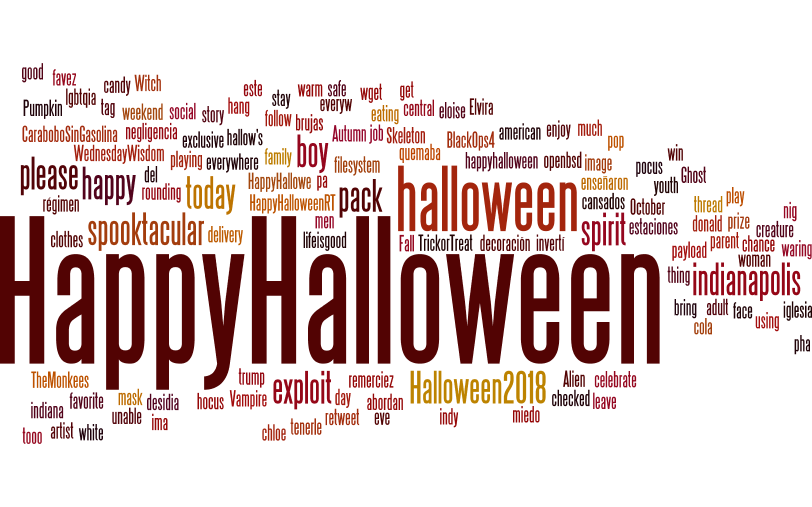 good favez candy Witch
Pumpkin lgbtqia tag weekend social story hang este stay warm safe everyw wget get
CaraboboSinGasolina negligencia exclusive hallow's follow brujas Autumn job Skeleton eating central eloise Elvira
WednesdayWisdom playing everywhere family boy filesystem quemaba BlackOps4 american enjoy much pop
please happy del rounding today HappyHallowe pa pack happyhalloween openbsd image pocus win
régimen HappyHalloweenRT halloween enseñaron cansados October youth Ghost
clothes spooktacular delivery men lifeisgood Fall TrickorTreat decoración inverti spirit estaciones thread play nig
donald prize creature
payload parent chance waring
woman
HappyHalloween thing indianapolis
bring adult face using iglesia
cola
pha
TheMonkees trump exploit remerciez Halloween2018 Alien celebrate
indiana favorite mask desidia hocus Vampire day abordan checked leave
tooo artist white unable ima chloe tenerle retweet eve indy miedo